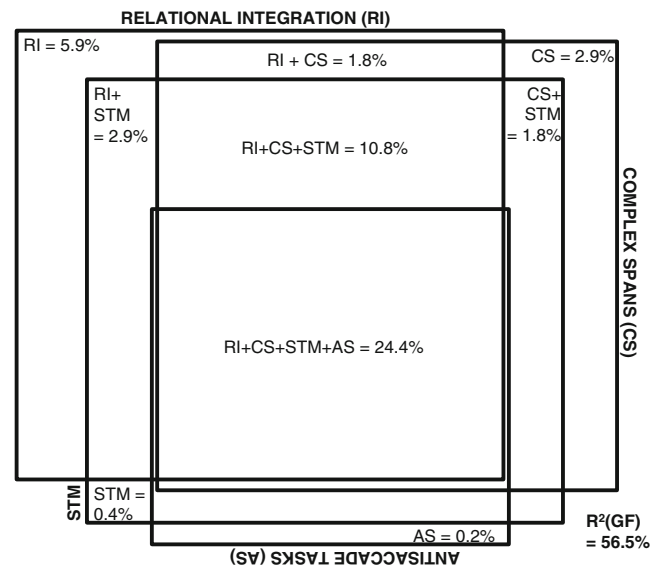 RELATIONAL INTEGRATION (RI)
RI = 5.9%
RI + CS = 1.8%
CS = 2.9%
RI+
STM
= 2.9%
CS+
STM
= 1.8%
RI+CS+STM = 10.8%
COMPLEX SPANS (CS)
RI+CS+STM+AS = 24.4%
STM
STM =
0.4%
AS = 0.2%
R²(GF)
= 56.5%
ANTISACCADE TASKS (AS)